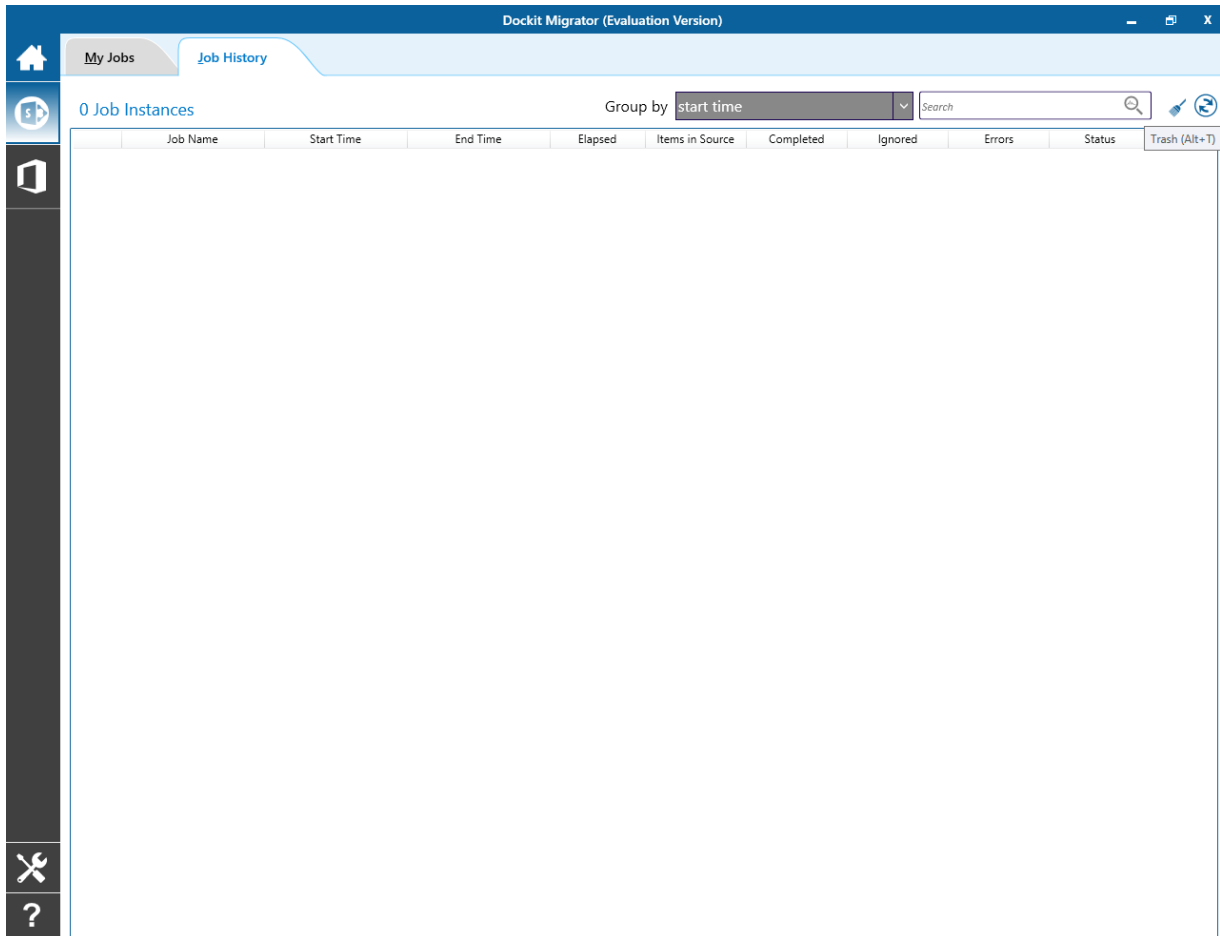 Dockit Migrator (Evaluation Version)
X
My Jobs
Job History
0 Job Instances
Group by start time
Search
S
Job Name Start Time End Time Elapsed Items in Source Completed Ignored Errors Status
Trash (Alt+T)
?